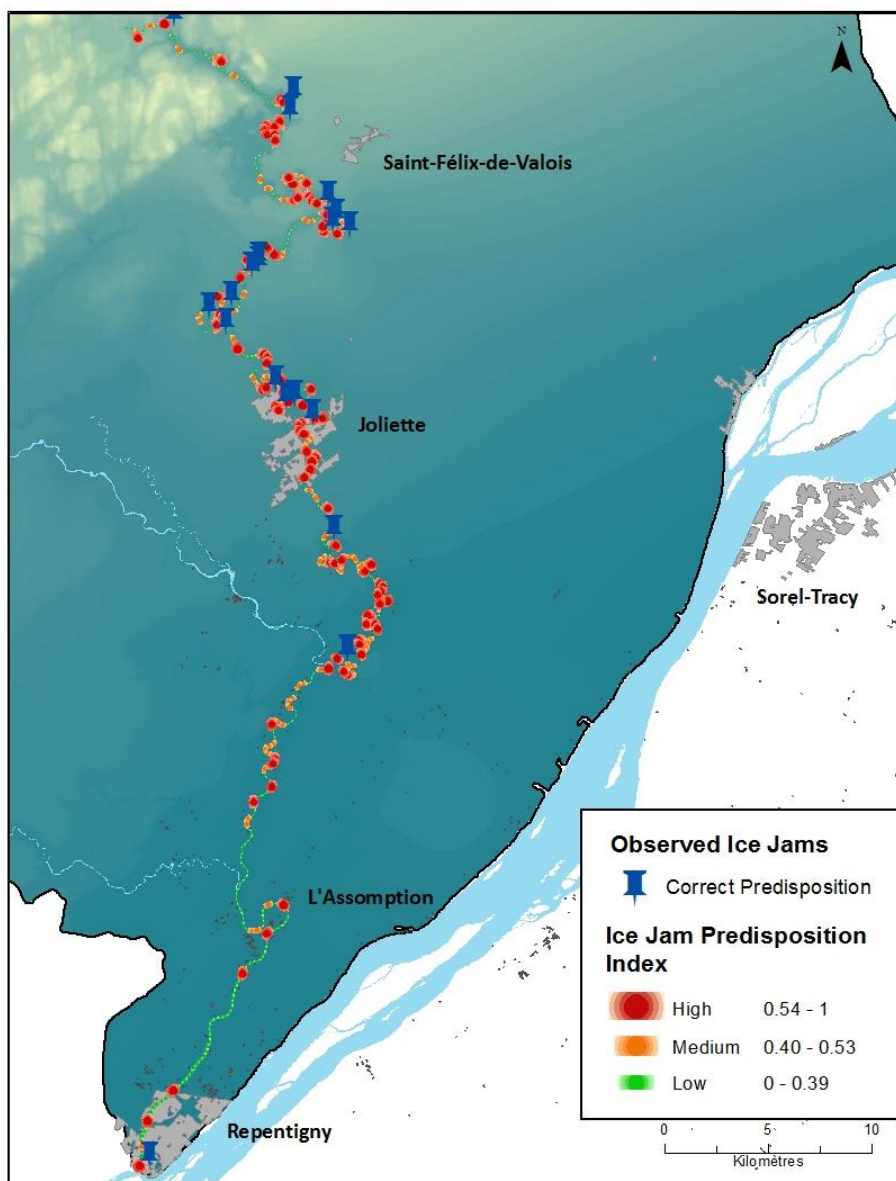 N
Saint-Félix-de-Valois
Joliette
Sorel-Tracy
L'Assomption
Repentigny
Observed Ice Jams
Correct Predisposition
Ice Jam Predisposition
Index
High 0.54 - 1
Medium 0.40 - 0.53
Low 0 - 0.39
0 5 10
Kilomètres